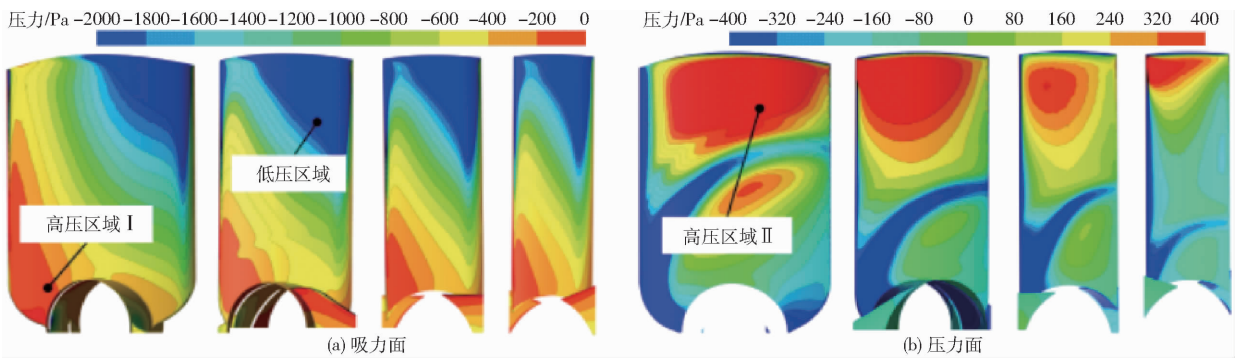 压力/Pa -2000 -1800 -1600 -1400 -1200 -1000 -800 -600 -400 -200 0
压力/Pa -400 -320 -240 -160 -80 0 80 160 240 320 400
低压区域
高压区域Ⅰ
高压区域Ⅱ
(a) 吸力面
(b) 压力面